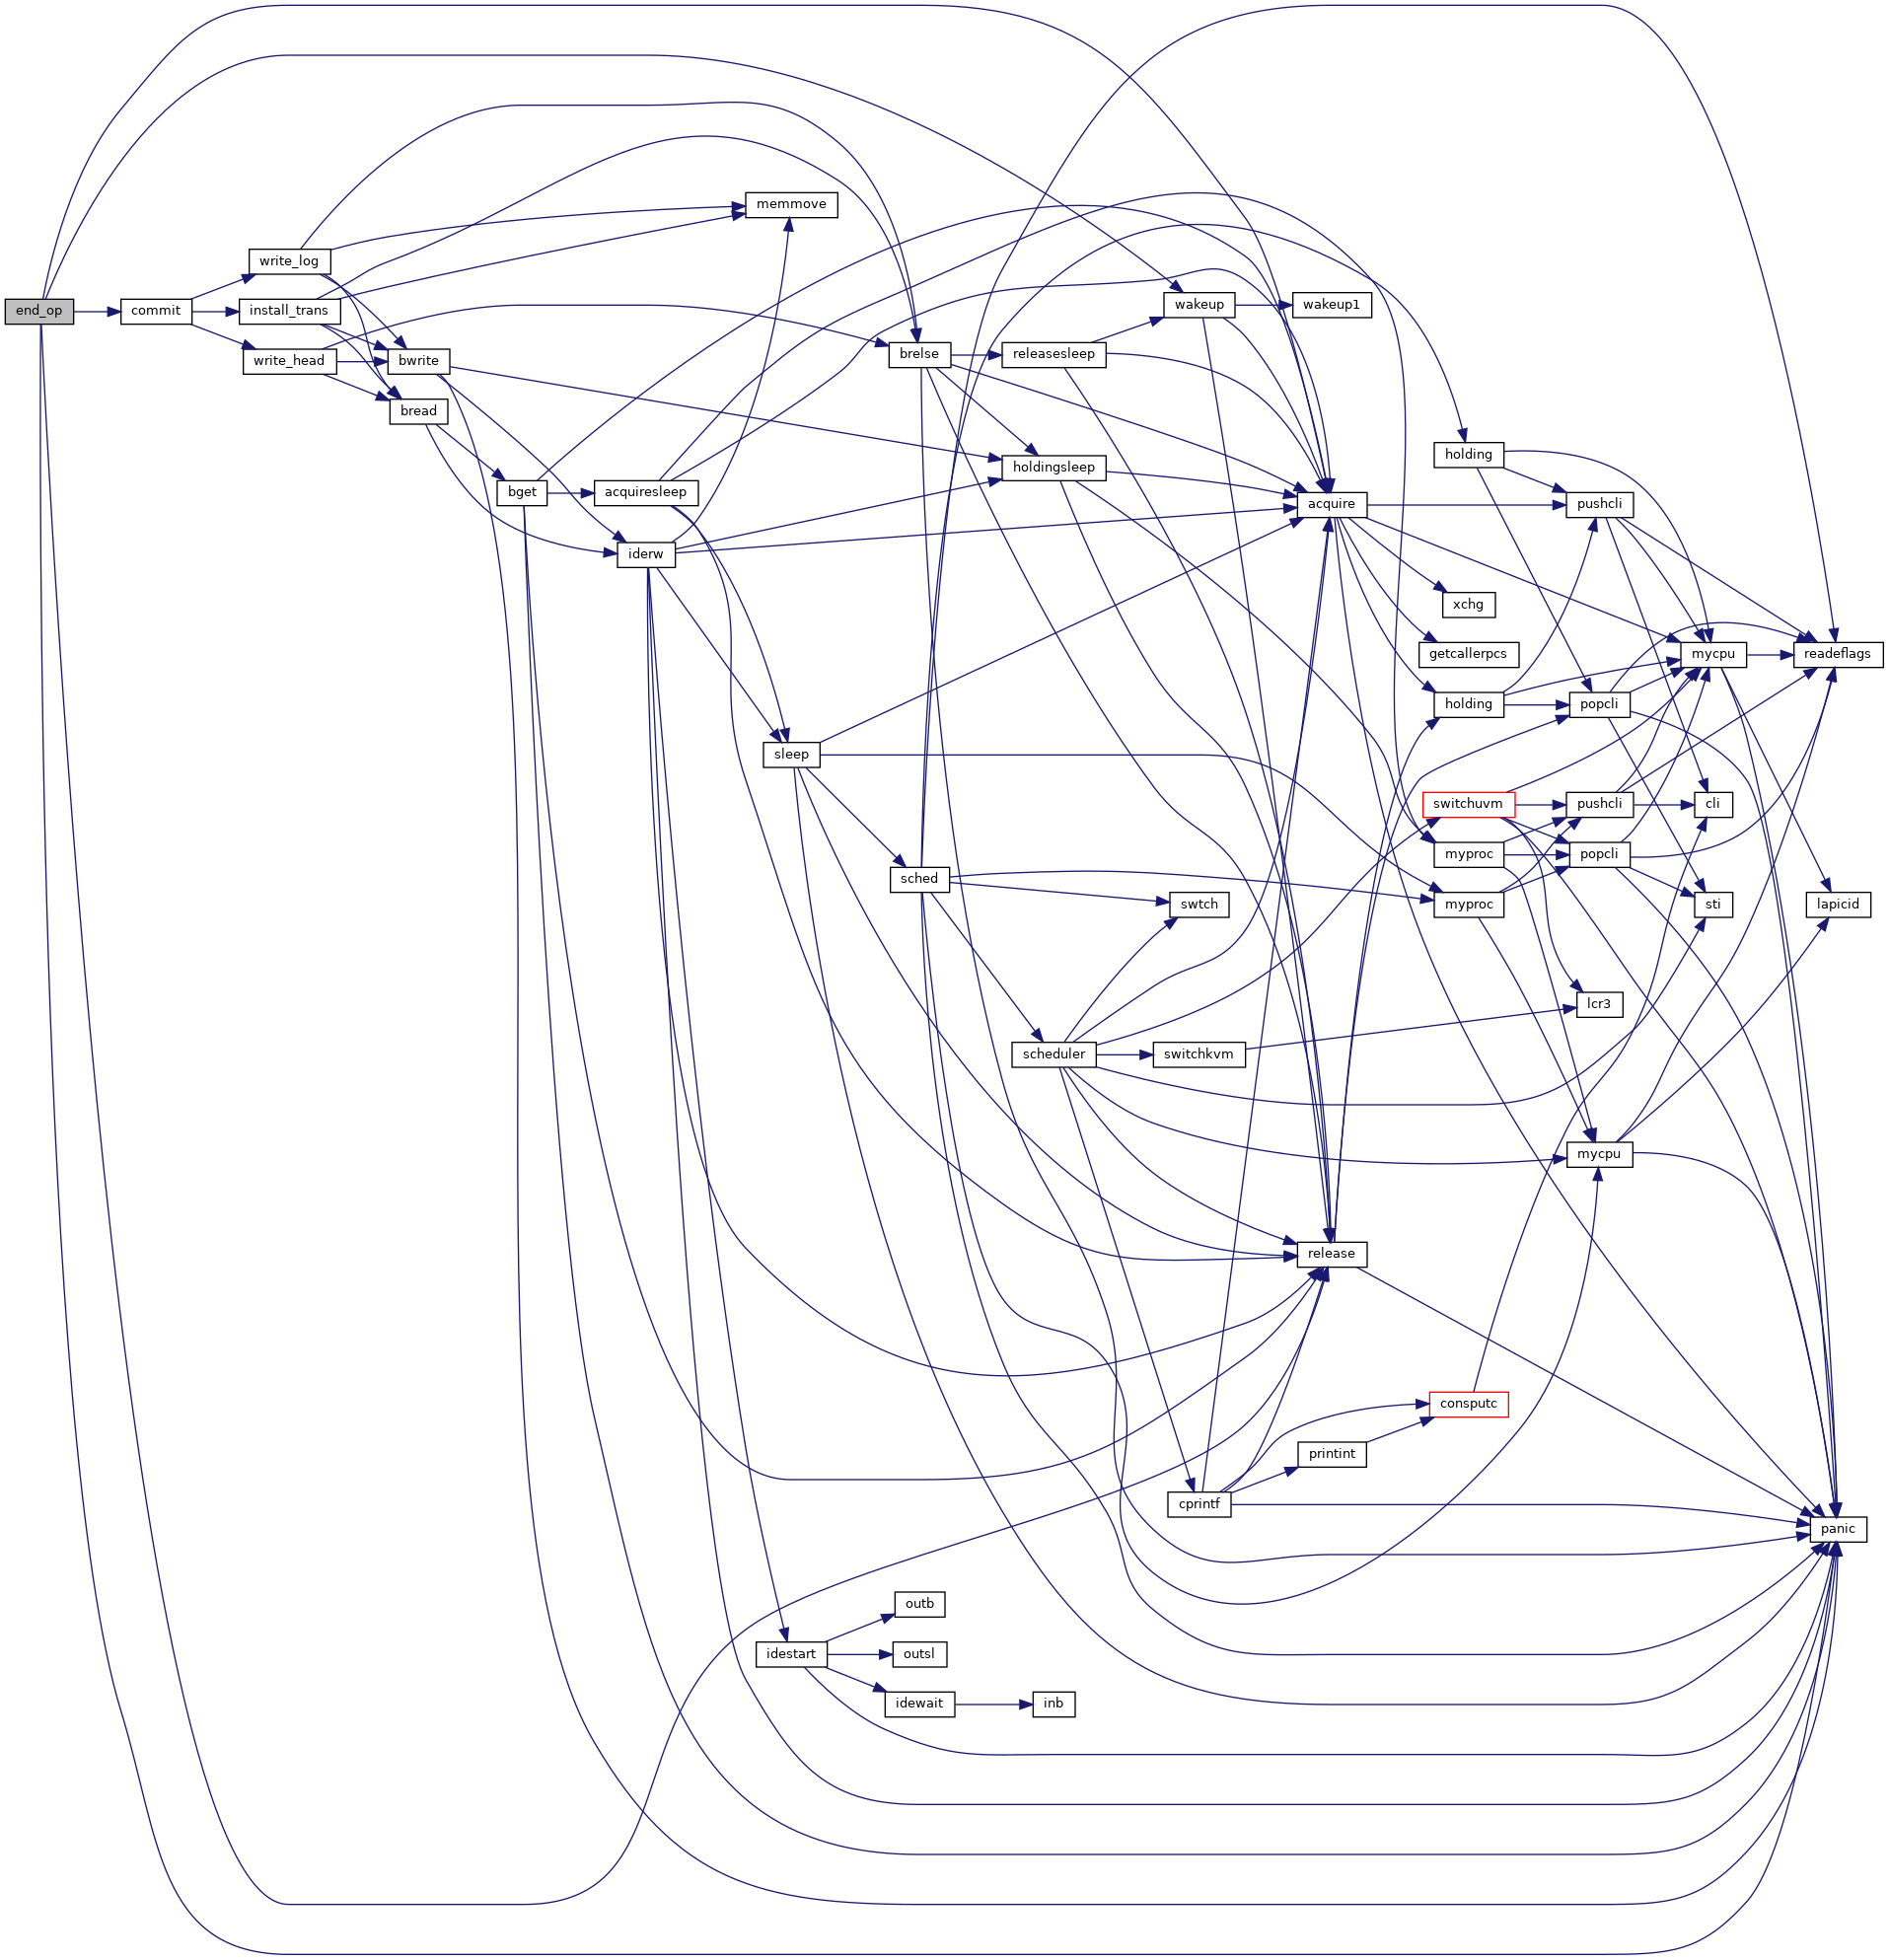 end_op
commit
write_log
install_trans
write_head
bwrite
bread
bget
acquiresleep
iderw
memmove
sleep
idestart
brelse
sched
outb
outsl
idewait
releasesleep
holdingsleep
scheduler
inb
wakeup
swtch
switchkvm
cprintf
wakeup1
acquire
release
printint
holding
xchg
getcallerpcs
holding
switchuvm
myproc
myproc
consputc
pushcli
popcli
pushcli
popcli
lcr3
mycpu
mycpu
cli
sti
readeflags
lapicid
panic